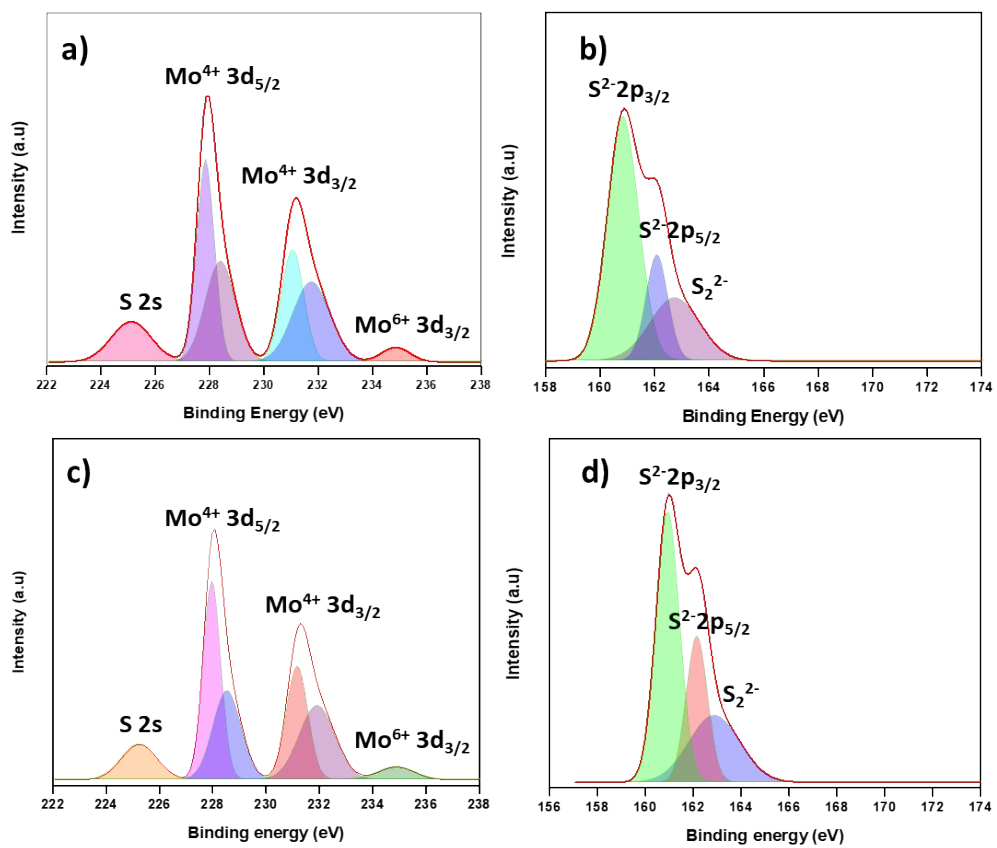 a)
Mo⁴⁺ 3d₅/₂
Mo⁴⁺ 3d₃/₂
S 2s
Mo⁶⁺ 3d₃/₂
Intensity (a.u)
222 224 226 228 230 232 234 236 238
Binding Energy (eV)
b)
S²⁻2p₃/₂
S²⁻2p₅/₂
S₂²⁻
Intensity (a.u)
158 160 162 164 166 168 170 172 174
Binding Energy (eV)
c)
Mo⁴⁺ 3d₅/₂
Mo⁴⁺ 3d₃/₂
S 2s
Mo⁶⁺ 3d₃/₂
Intensity (a.u)
222 224 226 228 230 232 234 236 238
Binding energy (eV)
d)
S²⁻2p₃/₂
S²⁻2p₅/₂
S₂²⁻
Intensity (a.u)
156 158 160 162 164 166 168 170 172 174
Binding energy (eV)